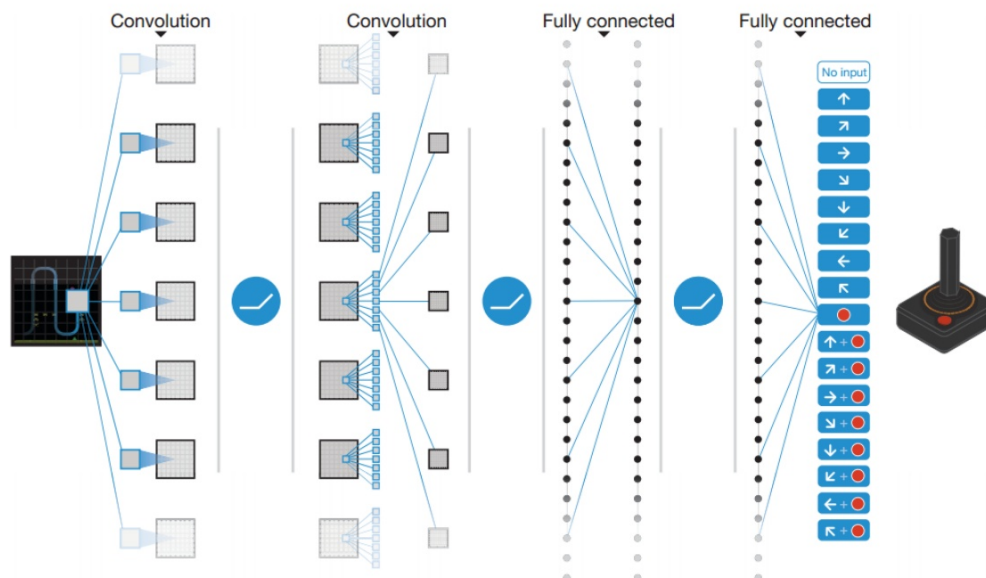 Convolution
Convolution
Fully connected
Fully connected
No input
+
+
+
+
+
+
+
+